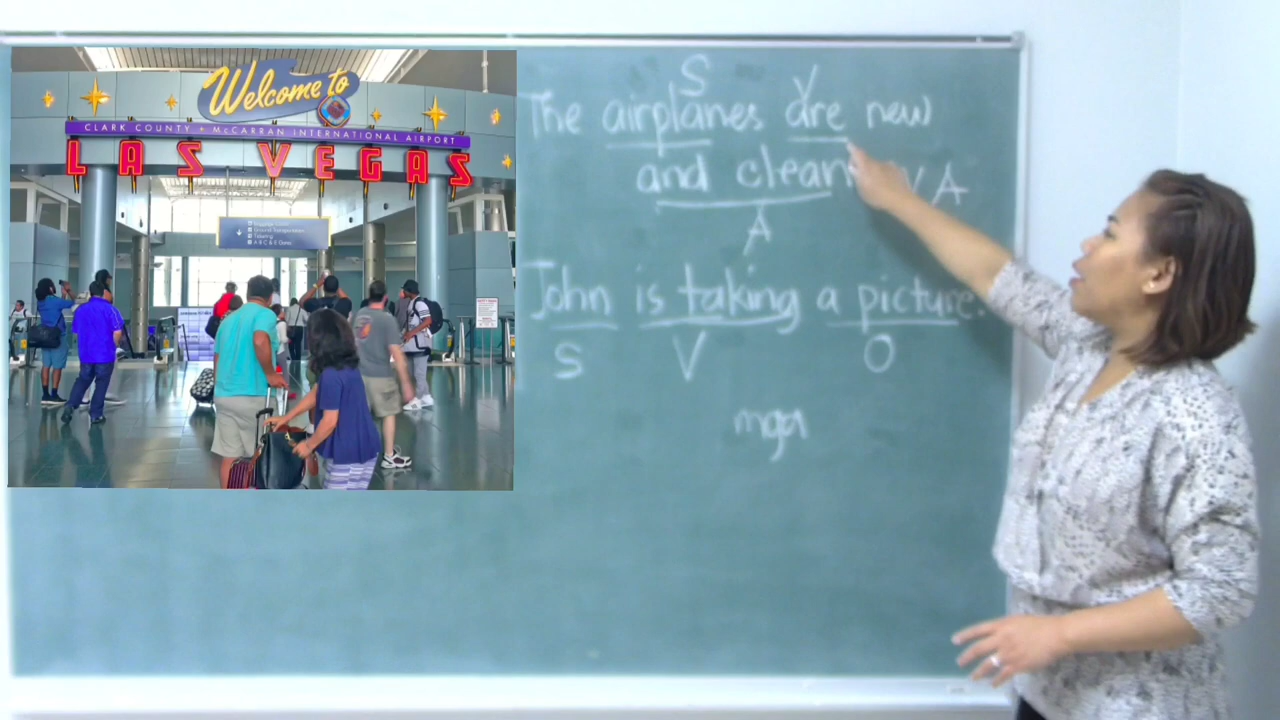 Welcome to
CLARK COUNTY • McCARRAN INTERNATIONAL AIRPORT
LAS VEGAS
Ticketing
S V
The airplanes are new
and clean V A
A
John is taking a picture.
S V O
mga